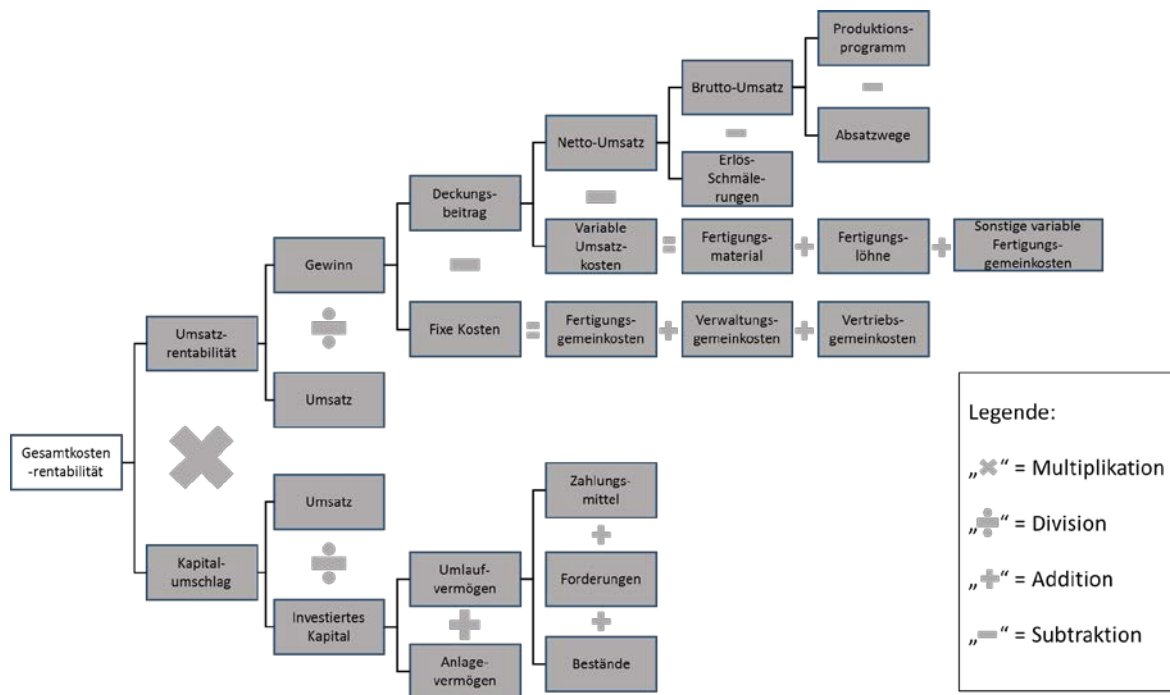 Produktions-
programm
Brutto-Umsatz
Netto-Umsatz
Absatzwege
Erlös-
Schmäle-
rungen
Deckungs-
beitrag
Variable
Umsatz-
kosten
=
Fertigungs-
material
+
Fertigungs-
löhne
+
Sonstige variable
Fertigungs-
gemeinkosten
Gewinn
Fixe Kosten
=
Fertigungs-
gemeinkosten
+
Verwaltungs-
gemeinkosten
+
Vertriebs-
gemeinkosten
Umsatz-
rentabilität
Umsatz
Gesamtkosten
-rentabilität
Umsatz
Kapital-
umschlag
Investiertes
Kapital
Umlauf-
vermögen
+
Anlage-
vermögen
Zahlungs-
mittel
+
Forderungen
+
Bestände
Legende:
„✖“ = Multiplikation
„➗“ = Division
„➕“ = Addition
„➖“ = Subtraktion